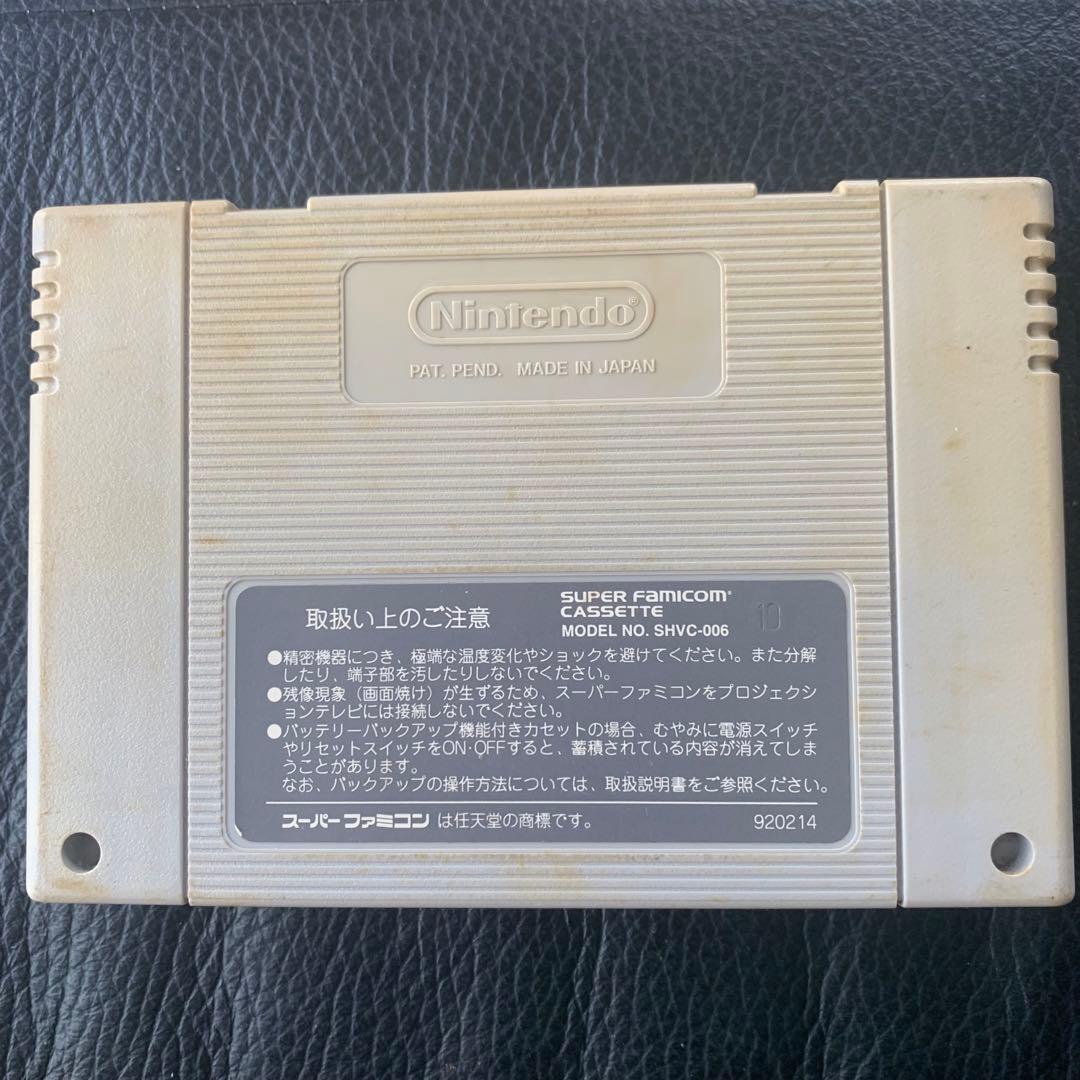 Nintendo®
PAT. PEND. MADE IN JAPAN
取扱い上のご注意
SUPER FAMICOM®
CASSETTE
MODEL NO. SHVC-006
10
●精密機器につき、極端な温度変化やショックを避けてください。また分解
したり、端子部を汚したりしないでください。
●残像現象（画面焼け）が生ずるため、スーパーファミコンをプロジェクシ
ョンテレビには接続しないでください。
●バッテリーバックアップ機能付きカセットの場合、むやみに電源スイッチ
やリセットスイッチをON・OFFすると、蓄積されている内容が消えてしま
うことがあります。
なお、バックアップの操作方法については、取扱説明書をご参照ください。
スーパーファミコンは任天堂の商標です。
920214